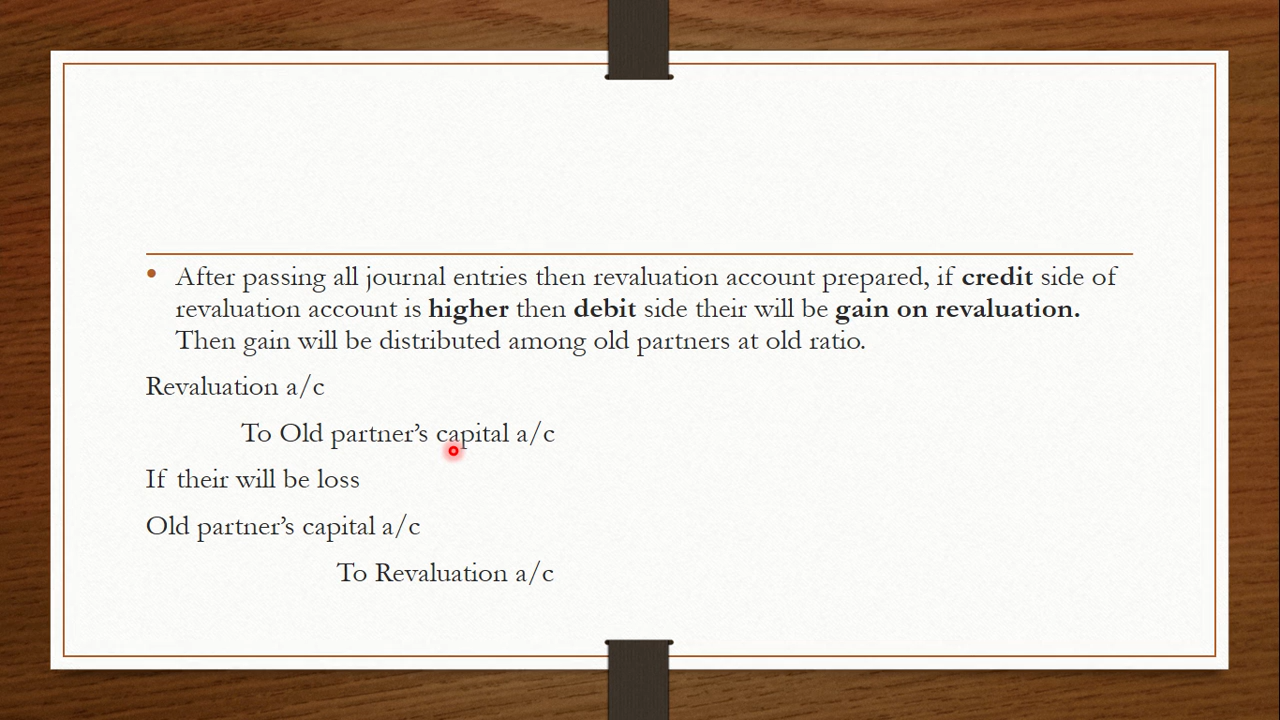 • After passing all journal entries then revaluation account prepared, if credit side of
revaluation account is higher then debit side their will be gain on revaluation.
Then gain will be distributed among old partners at old ratio.
Revaluation a/c
To Old partner’s capital a/c
If their will be loss
Old partner’s capital a/c
To Revaluation a/c